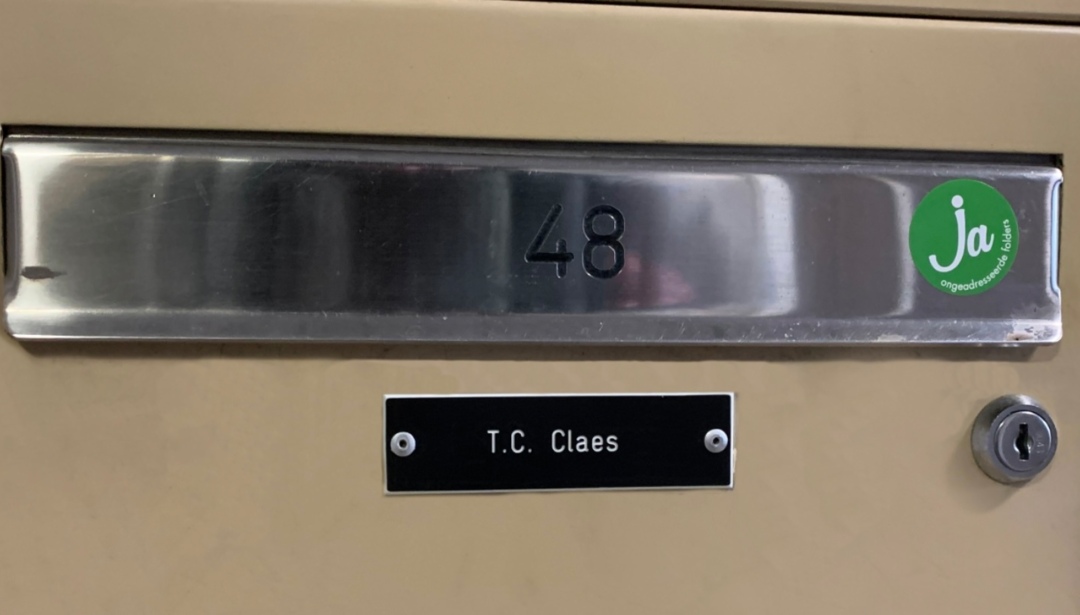 48
ja
ongeadresseerde folders
T.C. Claes